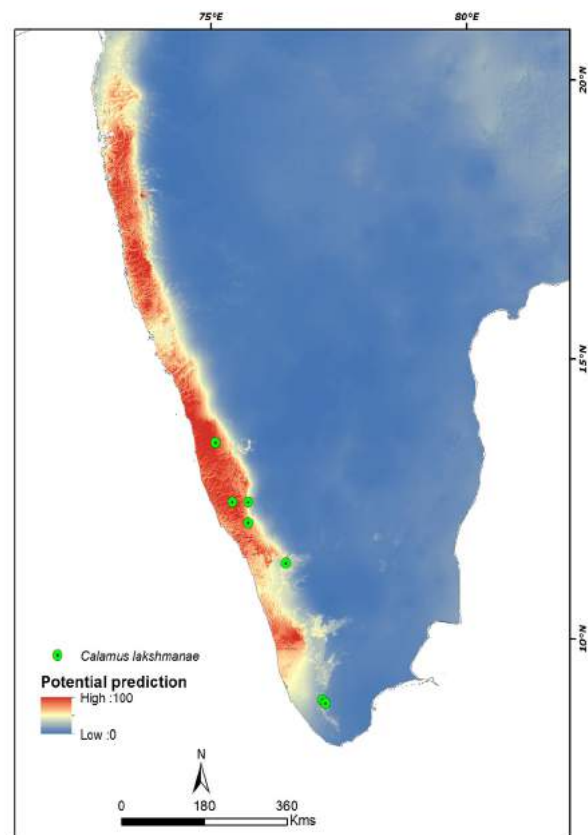 75°E 80°E
20°N
15°N
10°N
Calamus lakshmanae
Potential prediction
High :100
Low :0
N
0 180 360
Kms